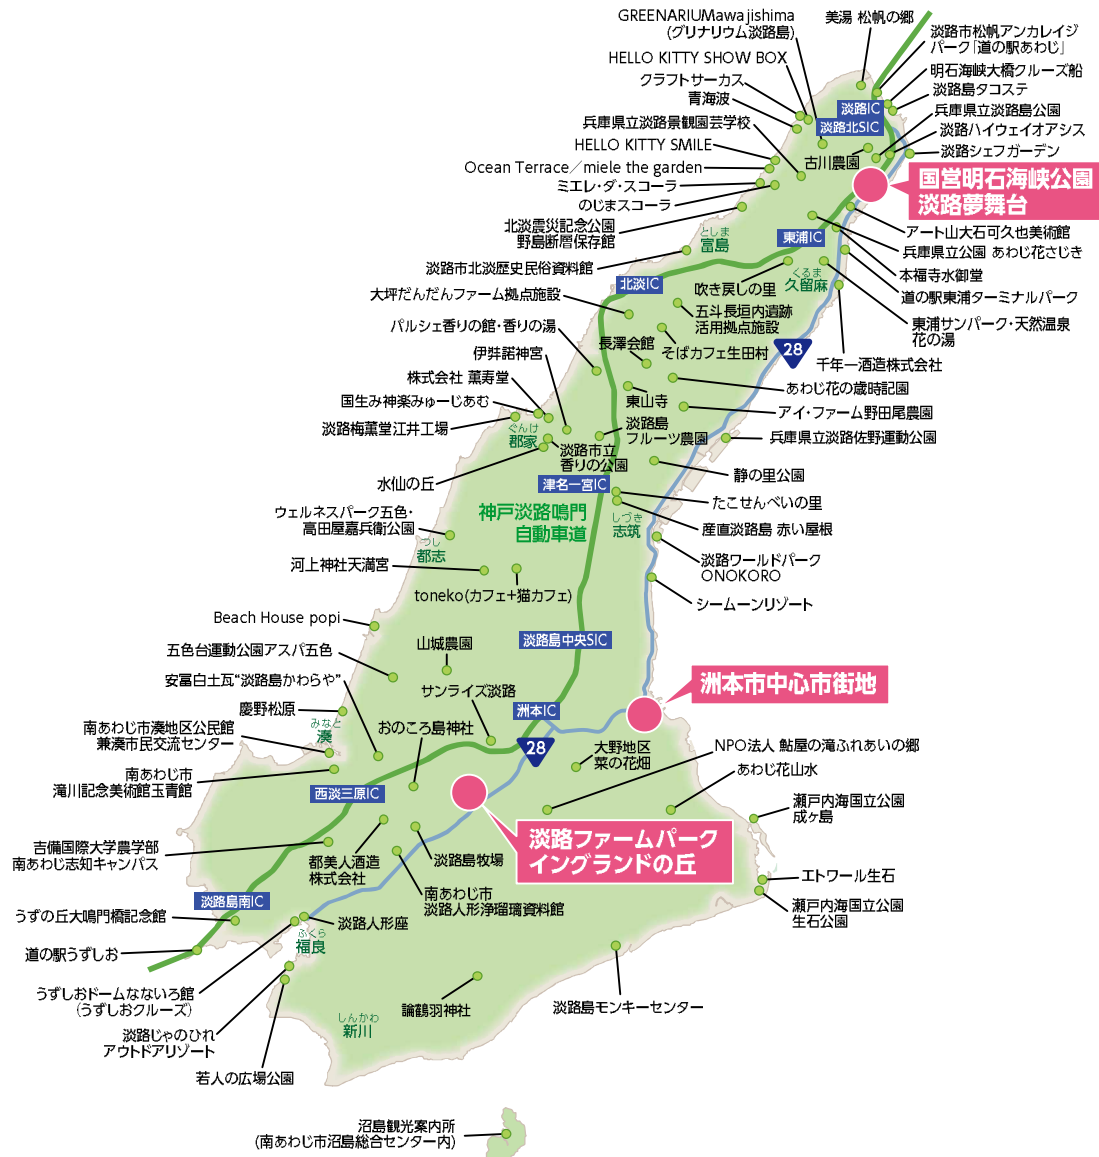 GREENARIUMawajishima
(グリナリウム淡路島)
美湯 松帆の郷
淡路市松帆アンカレイジ
パーク「道の駅あわじ」
HELLO KITTY SHOW BOX
明石海峡大橋クルーズ船
クラフトサーカス
淡路島タコステ
青海波
淡路IC
兵庫県立淡路島公園
兵庫県立淡路景観園芸学校
淡路北SIC
淡路ハイウェイオアシス
HELLO KITTY SMILE
淡路シェフガーデン
古川農園
Ocean Terrace/miele the garden
ミエレ・ダ・スコーラ
国営明石海峡公園
淡路夢舞台
のじまスコーラ
北淡震災記念公園
野島断層保存館
としま
富島
東浦IC
アート山大石可久也美術館
兵庫県立公園 あわじ花さじき
淡路市北淡歴史民俗資料館
くるま
久留麻
本福寺水御堂
北淡IC
吹き戻しの里
道の駅東浦ターミナルパーク
大坪だんだんファーム拠点施設
五斗長垣内遺跡
活用拠点施設
東浦サンパーク・天然温泉
花の湯
パルシェ香りの館・香りの湯
長澤会館
そばカフェ生田村
28
千年一酒造株式会社
伊弉諾神宮
株式会社 薫寿堂
あわじ花の歳時記園
国生み神楽みゅーじあむ
東山寺
アイ・ファーム野田尾農園
淡路梅薫堂江井工場
ぐんけ
郡家
淡路島
フルーツ農園
兵庫県立淡路佐野運動公園
淡路市立
香りの公園
水仙の丘
静の里公園
津名一宮IC
たこせんべいの里
ウェルネスパーク五色・
高田屋嘉兵衛公園
神戸淡路鳴門
自動車道
しづき
志筑
産直淡路島 赤い屋根
つし
都志
河上神社天満宮
淡路ワールドパーク
ONOKORO
toneko(カフェ+猫カフェ)
シームーンリゾート
Beach House popi
五色台運動公園アスパ五色
山城農園
淡路島中央SIC
安冨白土瓦“淡路島かわらや”
サンライズ淡路
洲本市中心市街地
慶野松原
洲本IC
みなと
湊
南あわじ市湊地区公民館
兼湊市民交流センター
おのころ島神社
28
大野地区
菜の花畑
NPO法人 鮎屋の滝ふれあいの郷
南あわじ市
滝川記念美術館玉青館
あわじ花山水
西淡三原IC
瀬戸内海国立公園
成ヶ島
淡路ファームパーク
イングランドの丘
吉備国際大学農学部
南あわじ志知キャンパス
都美人酒造
株式会社
淡路島牧場
エトワール生石
南あわじ市
淡路人形浄瑠璃資料館
淡路島南IC
瀬戸内海国立公園
生石公園
うずの丘大鳴門橋記念館
淡路人形座
ふくら
福良
道の駅うずしお
うずしおドームなないろ館
(うずしおクルーズ)
論鶴羽神社
淡路島モンキーセンター
しんかわ
新川
淡路じゃのひれ
アウトドアリゾート
若人の広場公園
沼島観光案内所
(南あわじ市沼島総合センター内)